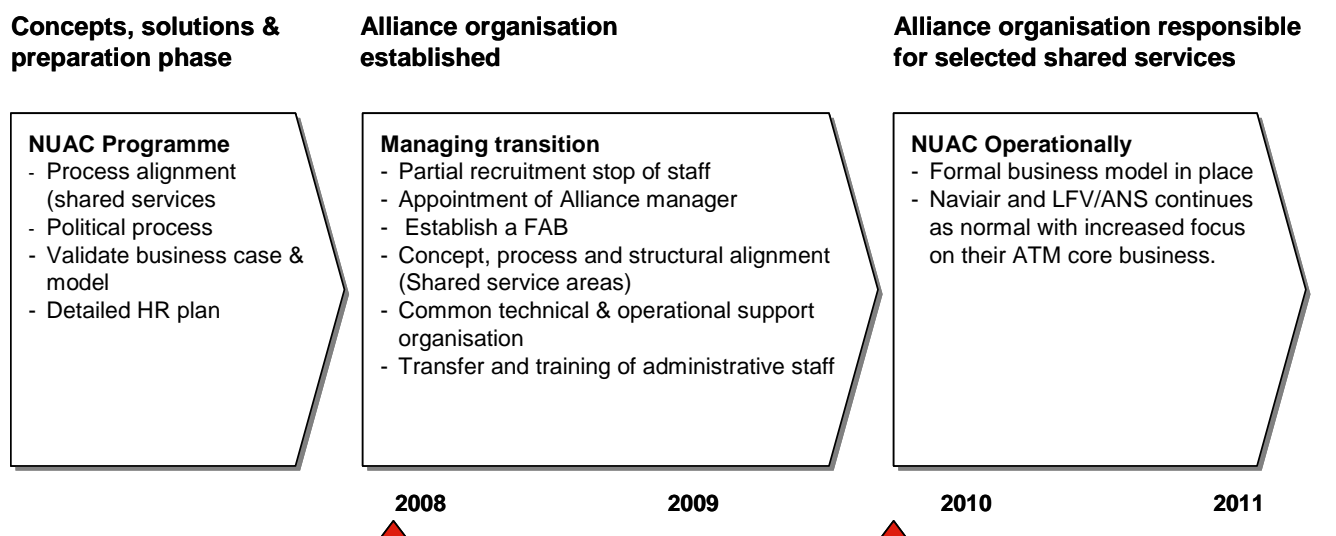 Concepts, solutions &
preparation phase
Alliance organisation
established
Alliance organisation responsible
for selected shared services
NUAC Programme
- Process alignment
(shared services
- Political process
- Validate business case &
model
- Detailed HR plan
Managing transition
- Partial recruitment stop of staff
- Appointment of Alliance manager
- Establish a FAB
- Concept, process and structural alignment
(Shared service areas)
- Common technical & operational support
organisation
- Transfer and training of administrative staff
NUAC Operationally
- Formal business model in place
- Naviair and LFV/ANS continues
as normal with increased focus
on their ATM core business.
2008 2009 2010 2011